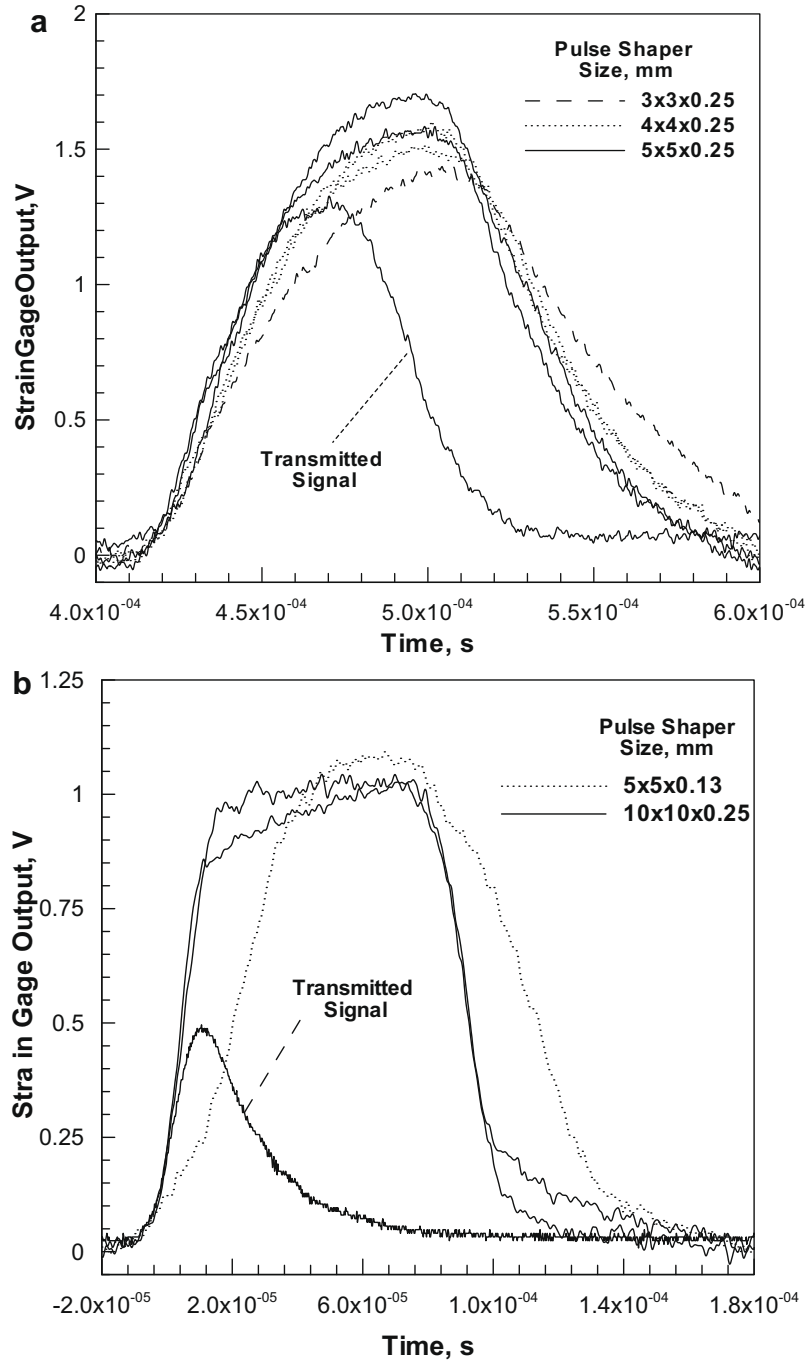 a
Pulse Shaper
Size, mm
3x3x0.25
4x4x0.25
5x5x0.25
2
1.5
1
0.5
0
StrainGageOutput,V
Transmitted
Signal
4.0x10⁻⁰⁴ 4.5x10⁻⁰⁴ 5.0x10⁻⁰⁴ 5.5x10⁻⁰⁴ 6.0x10⁻⁰⁴
Time, s
b
Pulse Shaper
Size, mm
5x5x0.13
10x10x0.25
1.25
1
0.75
0.5
0.25
0
Stra in Gage Output, V
Transmitted
Signal
-2.0x10⁻⁰⁵ 2.0x10⁻⁰⁵ 6.0x10⁻⁰⁵ 1.0x10⁻⁰⁴ 1.4x10⁻⁰⁴ 1.8x10⁻⁰⁴
Time, s